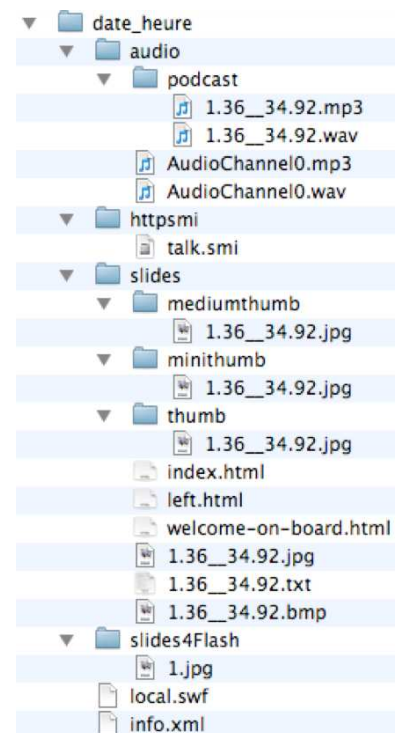 date_heure
audio
podcast
1.36__34.92.mp3
1.36__34.92.wav
AudioChannel0.mp3
AudioChannel0.wav
httpsmi
talk.smi
slides
mediumthumb
1.36__34.92.jpg
minithumb
1.36__34.92.jpg
thumb
1.36__34.92.jpg
index.html
left.html
welcome-on-board.html
1.36__34.92.jpg
1.36__34.92.txt
1.36__34.92.bmp
slides4Flash
1.jpg
local.swf
info.xml